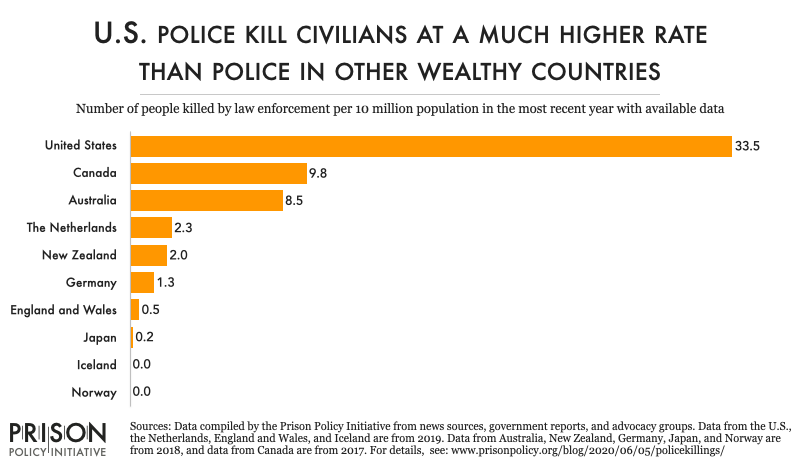 U.S. POLICE KILL CIVILIANS AT A MUCH HIGHER RATE
THAN POLICE IN OTHER WEALTHY COUNTRIES
Number of people killed by law enforcement per 10 million population in the most recent year with available data
United States 33.5
Canada 9.8
Australia 8.5
The Netherlands 2.3
New Zealand 2.0
Germany 1.3
England and Wales 0.5
Japan 0.2
Iceland 0.0
Norway 0.0
PRISON
POLICY INITIATIVE
Sources: Data compiled by the Prison Policy Initiative from news sources, government reports, and advocacy groups. Data from the U.S.,
the Netherlands, England and Wales, and Iceland are from 2019. Data from Australia, New Zealand, Germany, Japan, and Norway are
from 2018, and data from Canada are from 2017. For details, see: www.prisonpolicy.org/blog/2020/06/05/policekillings/